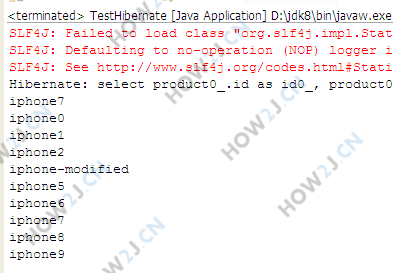 <terminated> TestHibernate [Java Application] D:\jdk8\bin\javaw.exe
SLF4J: Failed to load class "org.slf4j.impl.Stat
SLF4J: Defaulting to no-operation (NOP) logger i
SLF4J: See http://www.slf4j.org/codes.html#Stati
Hibernate: select product0_.id as id0_, product0
iphone7
iphone0
iphone1
iphone2
iphone-modified
iphone5
iphone6
iphone7
iphone8
iphone9
HOW2J.CN
HOW2J.CN
HOW2J.CN
HOW2J.CN
HOW2J.CN